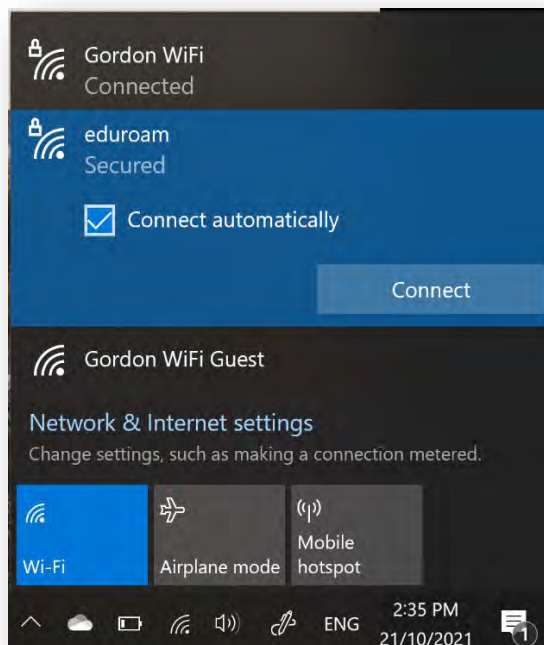 Gordon WiFi
Connected
eduroam
Secured
Connect automatically
Connect
Gordon WiFi Guest
Network & Internet settings
Change settings, such as making a connection metered.
Wi-Fi
Airplane mode
Mobile
hotspot
ENG
2:35 PM
21/10/2021
1